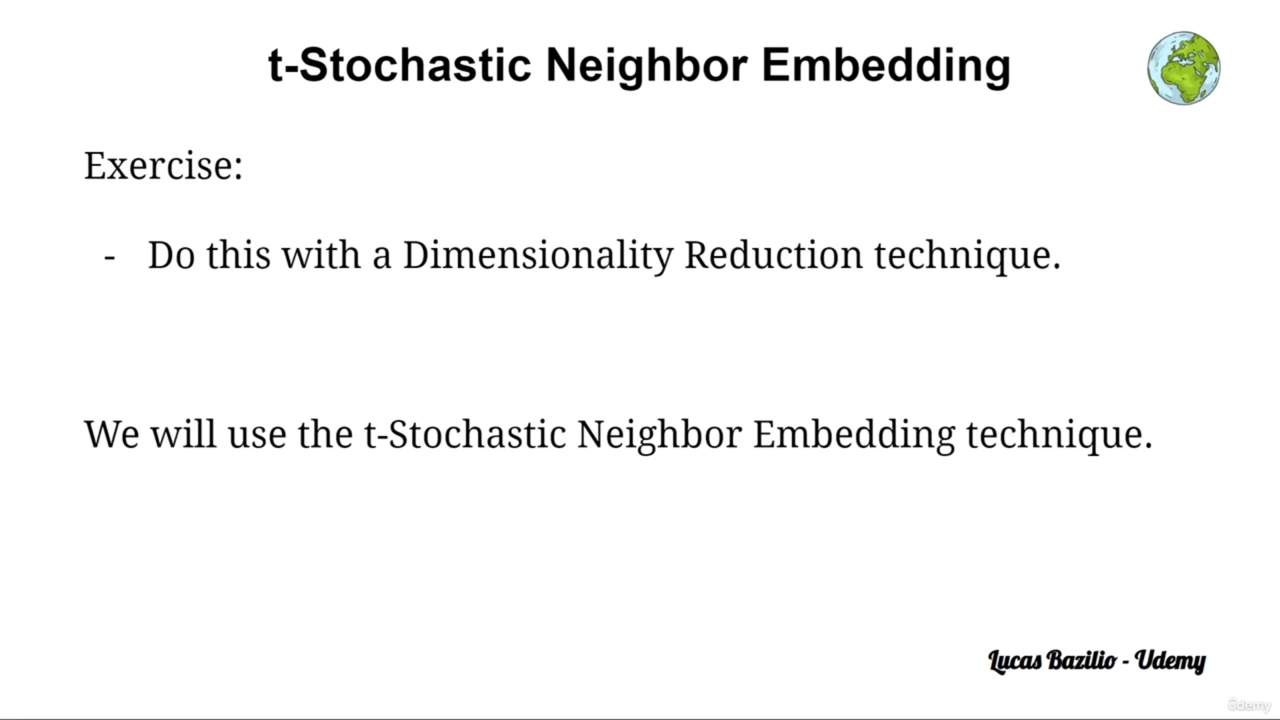 t-Stochastic Neighbor Embedding
Exercise:
- Do this with a Dimensionality Reduction technique.
We will use the t-Stochastic Neighbor Embedding technique.
Lucas Bazilio - Udemy
ûdemy